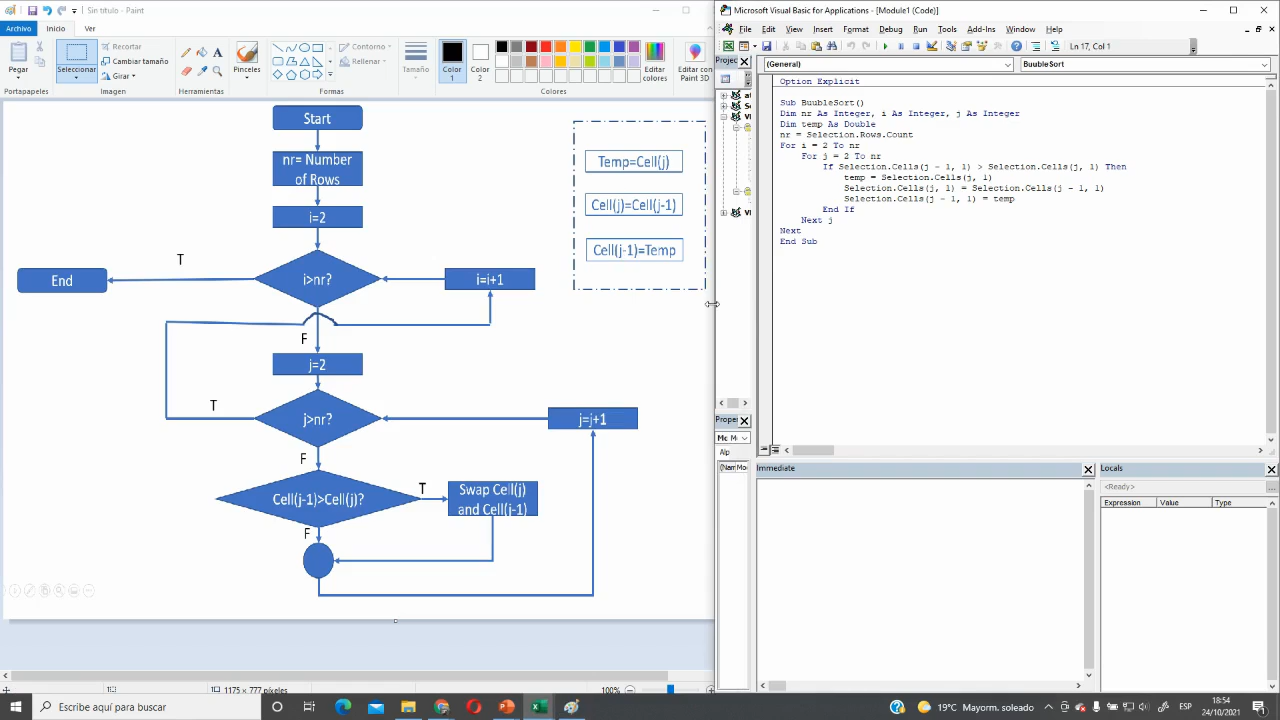 Sin título - Paint
Archivo
Inicio
Ver
Pegar
Portapapeles
Seleccionar
Recortar
Cambiar tamaño
Girar
Imagen
Herramientas
Pinceles
Contorno
Rellenar
Formas
Tamaño
Color
1
Color
2
Editar
colores
Editar con
Paint 3D
Colores
Start
nr= Number
of Rows
i=2
i>nr?
T
End
i=i+1
F
j=2
j>nr?
T
j=j+1
F
Cell(j-1)>Cell(j)?
T
Swap Cell(j)
and Cell(j-1)
F
Temp=Cell(j)
Cell(j)=Cell(j-1)
Cell(j-1)=Temp
1175 × 777 píxeles
100%
Microsoft Visual Basic for Applications - [Module1 (Code)]
File Edit View Insert Format Debug Run Tools Add-Ins Window Help
Ln 17, Col 1
Projec
(General)
BuubleSort
Option Explicit
Sub BuubleSort()
Dim nr As Integer, i As Integer, j As Integer
Dim temp As Double
nr = Selection.Rows.Count
For i = 2 To nr
For j = 2 To nr
If Selection.Cells(j - 1, 1) > Selection.Cells(j, 1) Then
temp = Selection.Cells(j, 1)
Selection.Cells(j, 1) = Selection.Cells(j - 1, 1)
Selection.Cells(j - 1, 1) = temp
End If
Next j
Next
End Sub
Proper
Mc Mo
Alp
(Nam Mod
Immediate
Locals
<Ready>
Expression
Value
Type
Escribe aquí para buscar
19°C Mayorm. soleado
ESP
18:54
24/10/2021